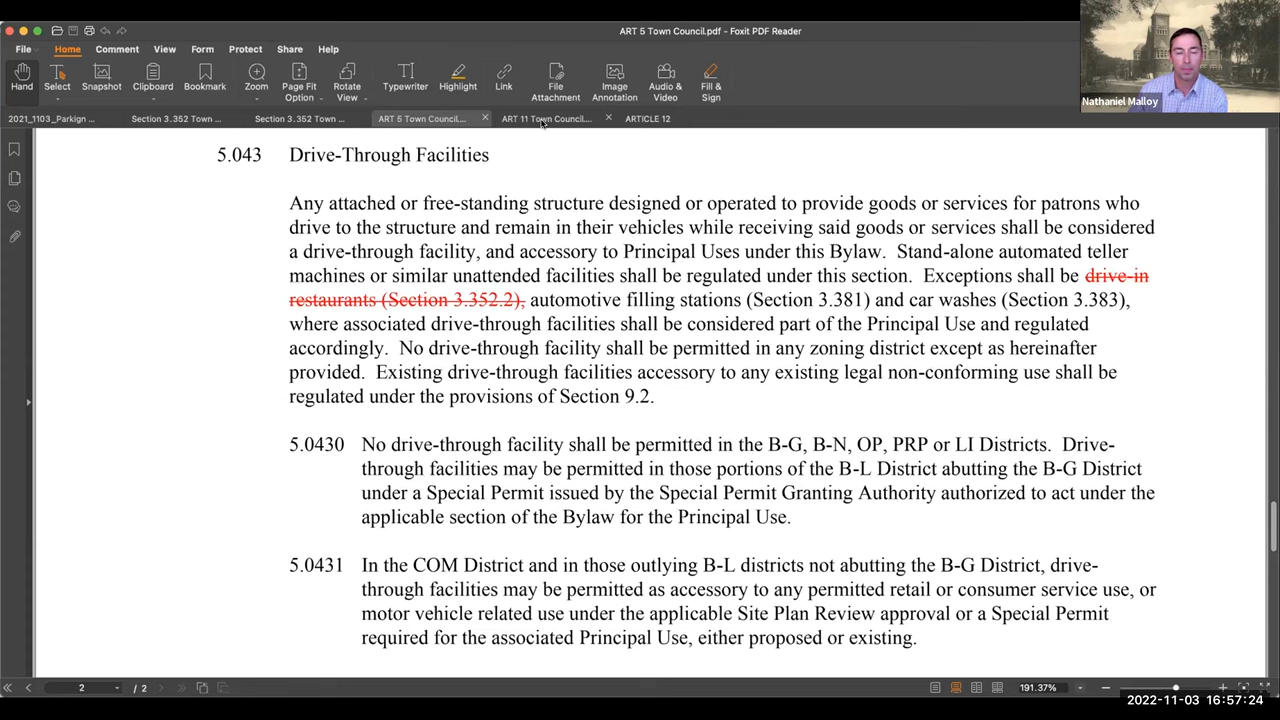 ART 5 Town Council.pdf - Foxit PDF Reader
File Home Comment View Form Protect Share Help
Hand Select Snapshot Clipboard Bookmark Zoom Page Fit Option Rotate View Typewriter Highlight Link File Attachment Image Annotation Audio & Video Fill & Sign
Nathaniel Malloy
2021_1103_Parkign ... Section 3.352 Town ... Section 3.352 Town ... ART 5 Town Council.... ART 11 Town Council.... ARTICLE 12
5.043 Drive-Through Facilities
Any attached or free-standing structure designed or operated to provide goods or services for patrons who
drive to the structure and remain in their vehicles while receiving said goods or services shall be considered
a drive-through facility, and accessory to Principal Uses under this Bylaw. Stand-alone automated teller
machines or similar unattended facilities shall be regulated under this section. Exceptions shall be drive-in
restaurants (Section 3.352.2), automotive filling stations (Section 3.381) and car washes (Section 3.383),
where associated drive-through facilities shall be considered part of the Principal Use and regulated
accordingly. No drive-through facility shall be permitted in any zoning district except as hereinafter
provided. Existing drive-through facilities accessory to any existing legal non-conforming use shall be
regulated under the provisions of Section 9.2.
5.0430 No drive-through facility shall be permitted in the B-G, B-N, OP, PRP or LI Districts. Drive-
through facilities may be permitted in those portions of the B-L District abutting the B-G District
under a Special Permit issued by the Special Permit Granting Authority authorized to act under the
applicable section of the Bylaw for the Principal Use.
5.0431 In the COM District and in those outlying B-L districts not abutting the B-G District, drive-
through facilities may be permitted as accessory to any permitted retail or consumer service use, or
motor vehicle related use under the applicable Site Plan Review approval or a Special Permit
required for the associated Principal Use, either proposed or existing.
2 / 2 191.37%
2022-11-03 16:57:24